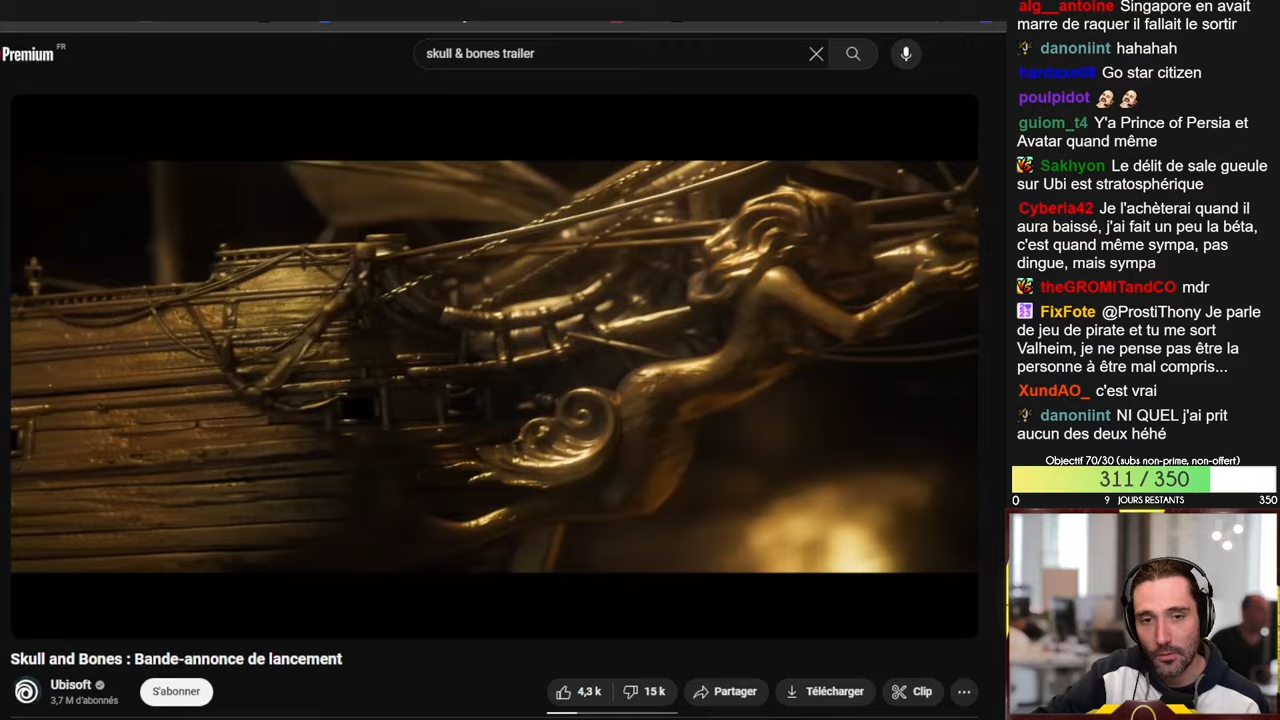 Premium FR
skull & bones trailer
Skull and Bones : Bande-annonce de lancement
Ubisoft
3,7 M d'abonnés
S'abonner
4,3 k
15 k
Partager
Télécharger
Clip
alg__antoine Singapore en avait
marre de raquer il fallait le sortir
danoniint hahahah
hardaxe08 Go star citizen
poulpidot
guiom_t4 Y'a Prince of Persia et
Avatar quand même
Sakhyon Le délit de sale gueule
sur Ubi est stratosphérique
Cyberia42 Je l'achèterai quand il
aura baissé, j'ai fait un peu la béta,
c'est quand même sympa, pas
dingue, mais sympa
theGROMITandCO mdr
FixFote @ProstiThony Je parle
de jeu de pirate et tu me sort
Valheim, je ne pense pas être la
personne à être mal compris...
XundAO_ c'est vrai
danoniint NI QUEL j'ai prit
aucun des deux héhé
Objectif 70/30 (subs non-prime, non-offert)
311 / 350
0 9 JOURS RESTANTS 350